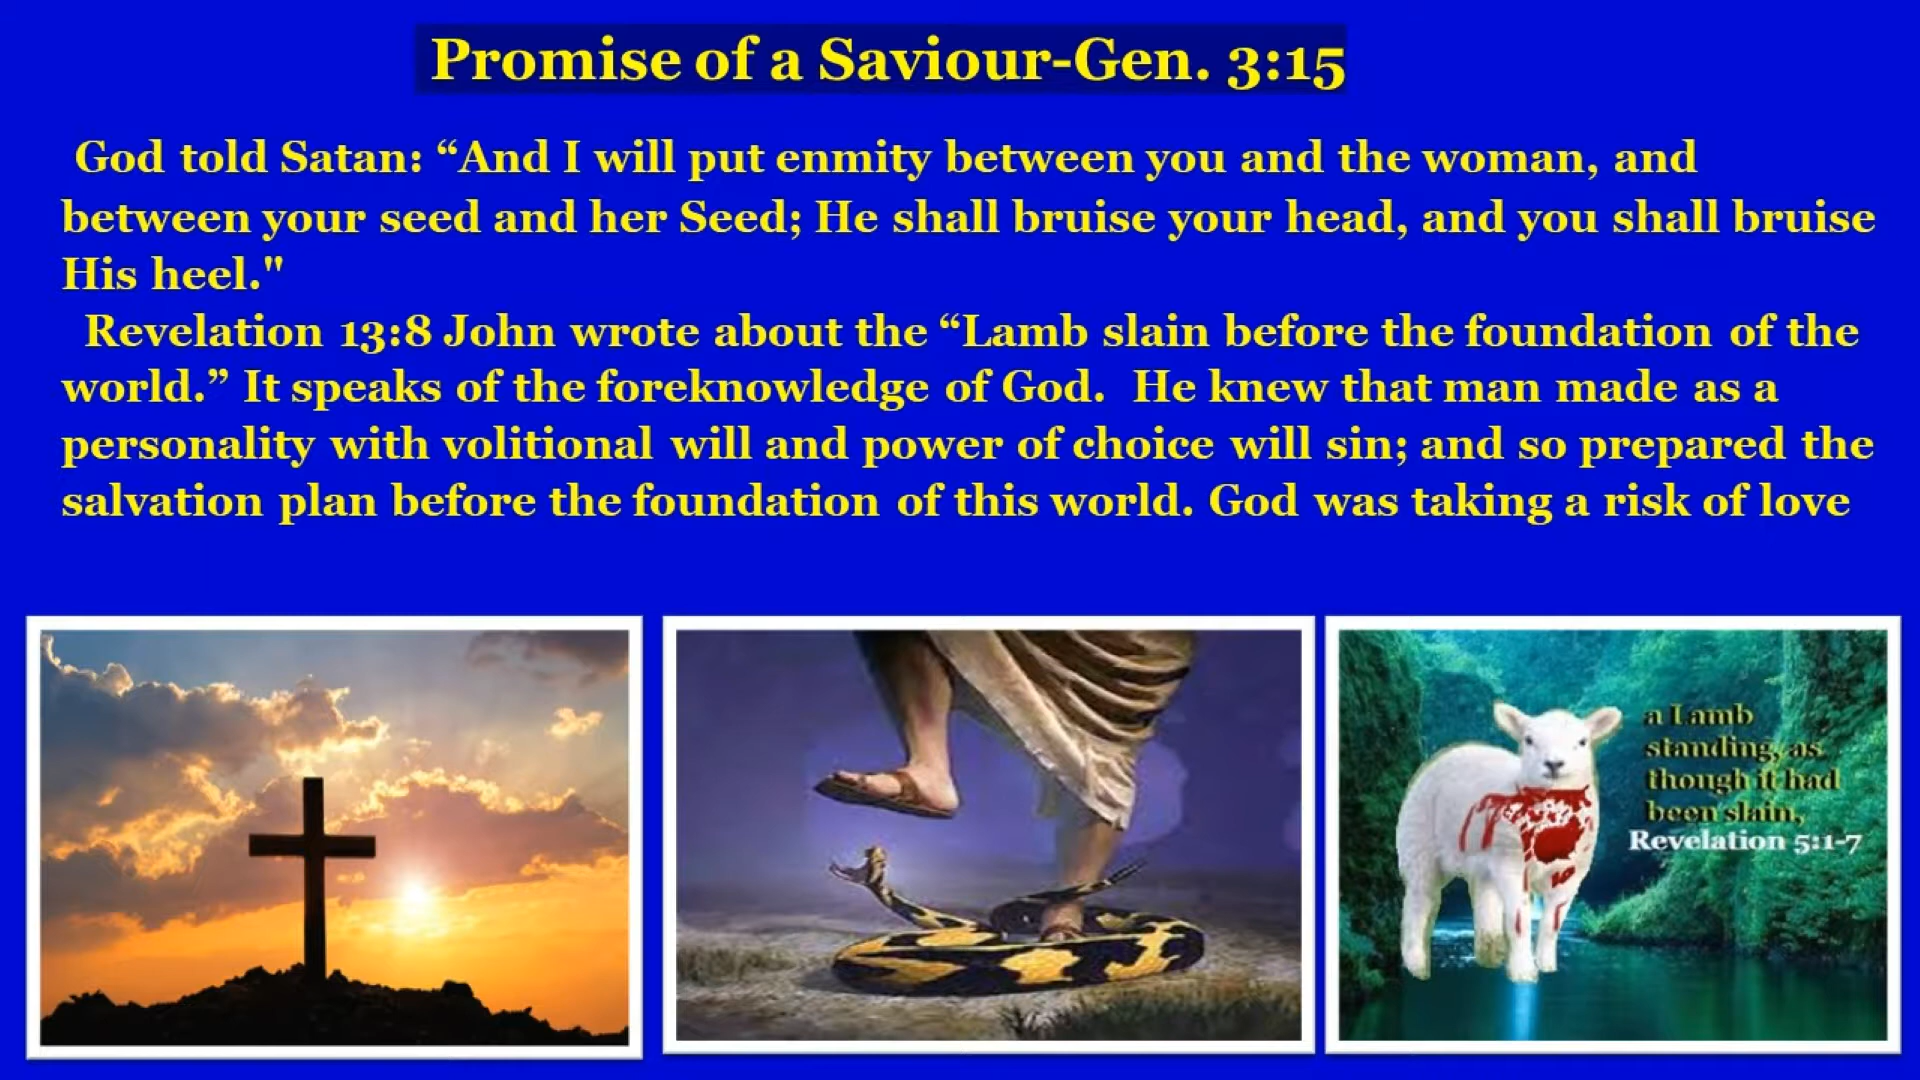 Promise of a Saviour-Gen. 3:15
God told Satan: “And I will put enmity between you and the woman, and
between your seed and her Seed; He shall bruise your head, and you shall bruise
His heel."
Revelation 13:8 John wrote about the “Lamb slain before the foundation of the
world.” It speaks of the foreknowledge of God. He knew that man made as a
personality with volitional will and power of choice will sin; and so prepared the
salvation plan before the foundation of this world. God was taking a risk of love
a Lamb
standing, as
though it had
been slain,
Revelation 5:1-7